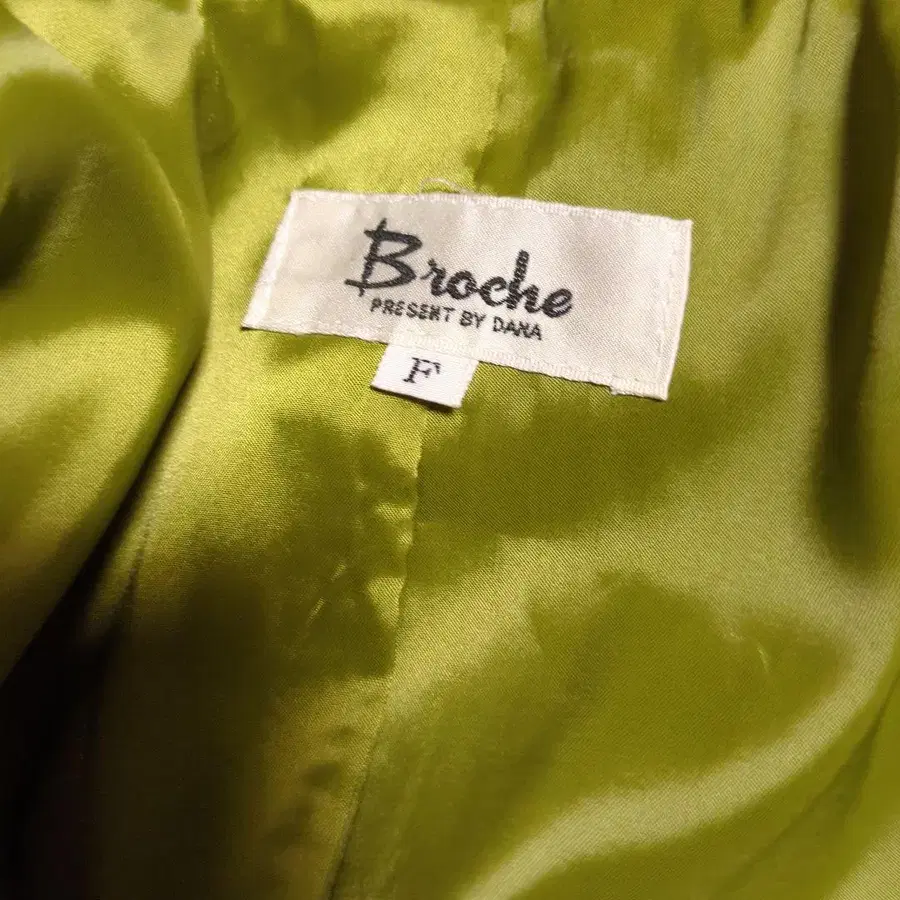 Broche
PRESENT BY DANA
F